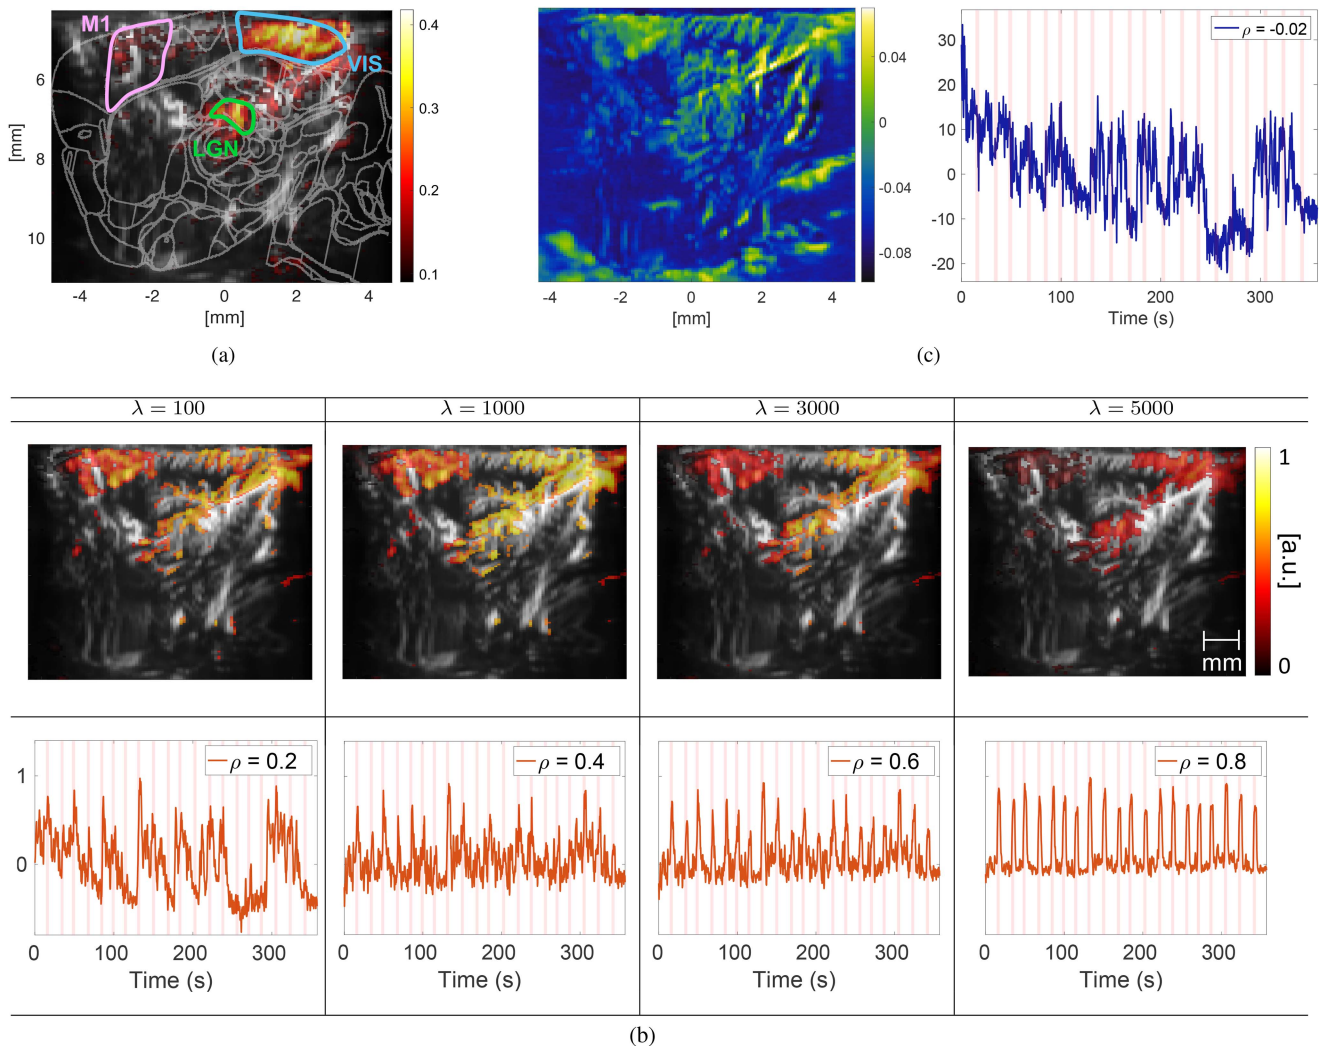 M1
VIS
LGN
0.4
0.3
0.2
0.1
6
8
10
[mm]
-4
-2
0
2
4
[mm]
(a)
0.04
0
-0.04
-0.08
-4
-2
0
2
4
[mm]
ρ = -0.02
30
20
10
0
-10
-20
0
100
200
300
Time (s)
(c)
λ = 100
λ = 1000
λ = 3000
λ = 5000
1
[a.u.]
0
mm
ρ = 0.2
1
0
0
100
200
300
Time (s)
ρ = 0.4
0
100
200
300
Time (s)
ρ = 0.6
0
100
200
300
Time (s)
ρ = 0.8
0
100
200
300
Time (s)
(b)